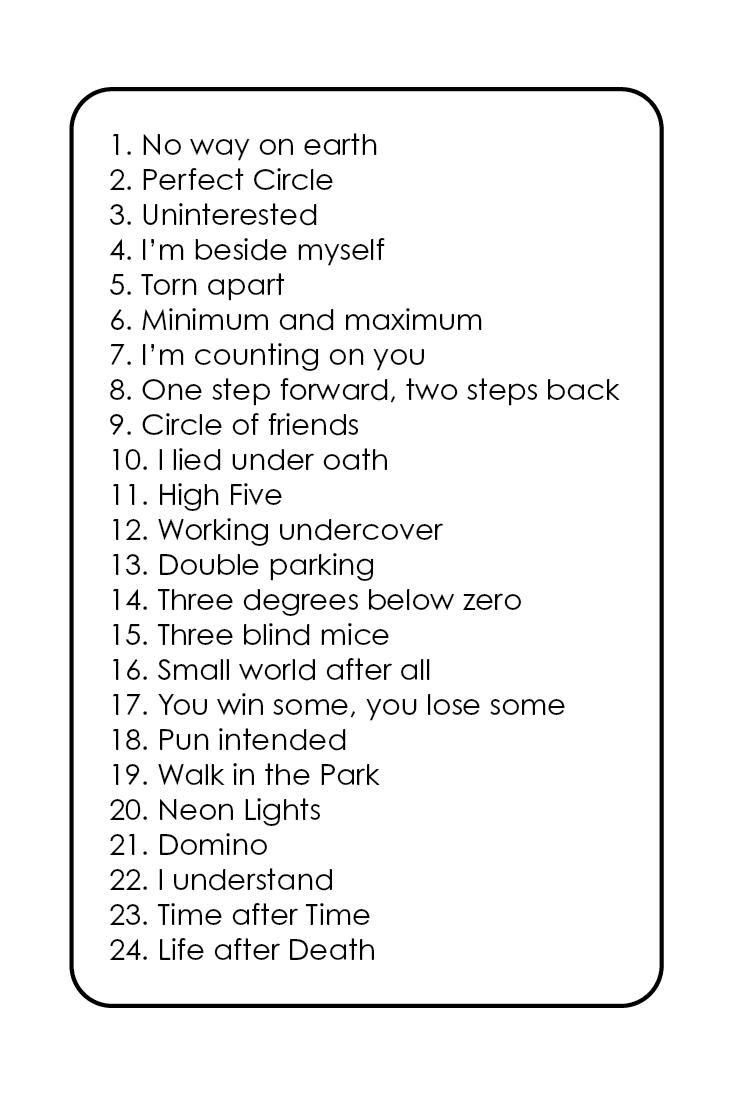 1. No way on earth
2. Perfect Circle
3. Uninterested
4. I’m beside myself
5. Torn apart
6. Minimum and maximum
7. I’m counting on you
8. One step forward, two steps back
9. Circle of friends
10. I lied under oath
11. High Five
12. Working undercover
13. Double parking
14. Three degrees below zero
15. Three blind mice
16. Small world after all
17. You win some, you lose some
18. Pun intended
19. Walk in the Park
20. Neon Lights
21. Domino
22. I understand
23. Time after Time
24. Life after Death